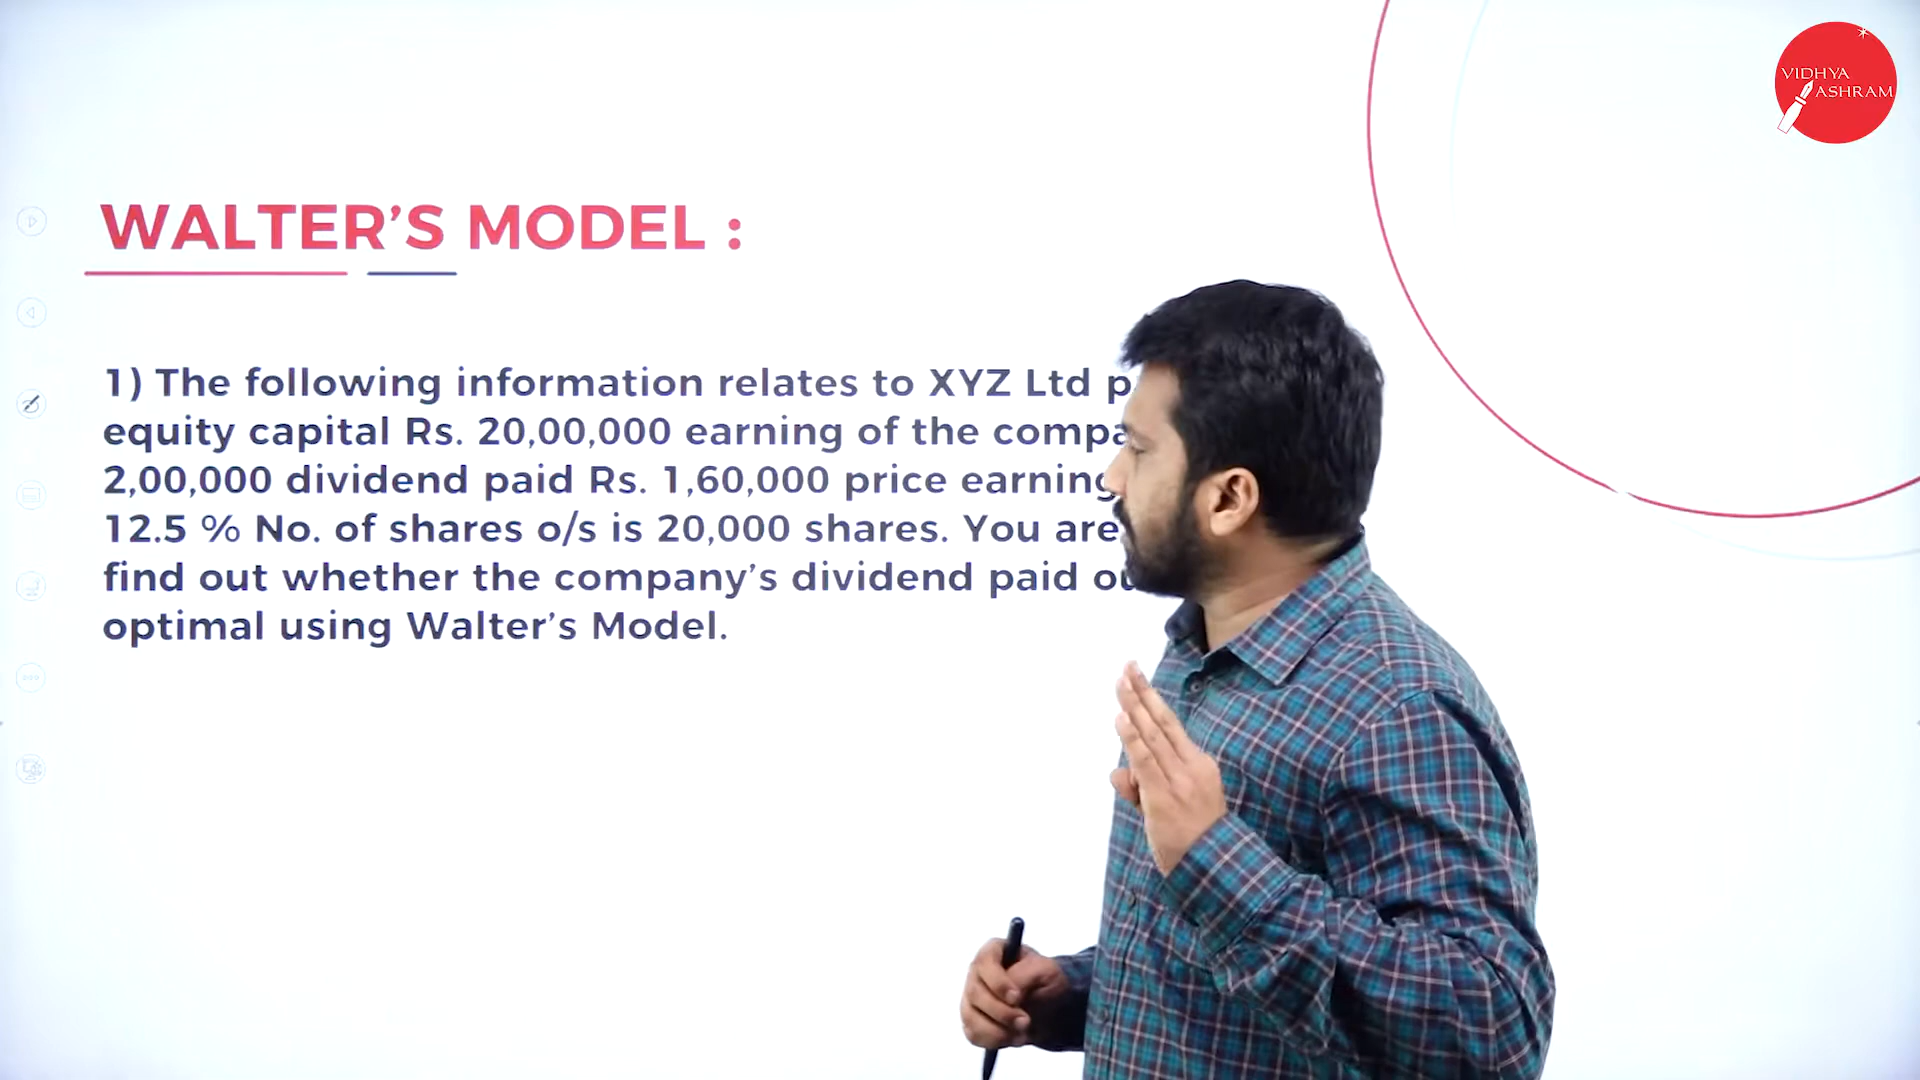 VIDHYA
ASHRAM
WALTER’S MODEL :
1) The following information relates to XYZ Ltd
equity capital Rs. 20,00,000 earning of the
2,00,000 dividend paid Rs. 1,60,000 price earning
12.5 % No. of shares o/s is 20,000 shares. You are
find out whether the company’s dividend paid
optimal using Walter’s Model.